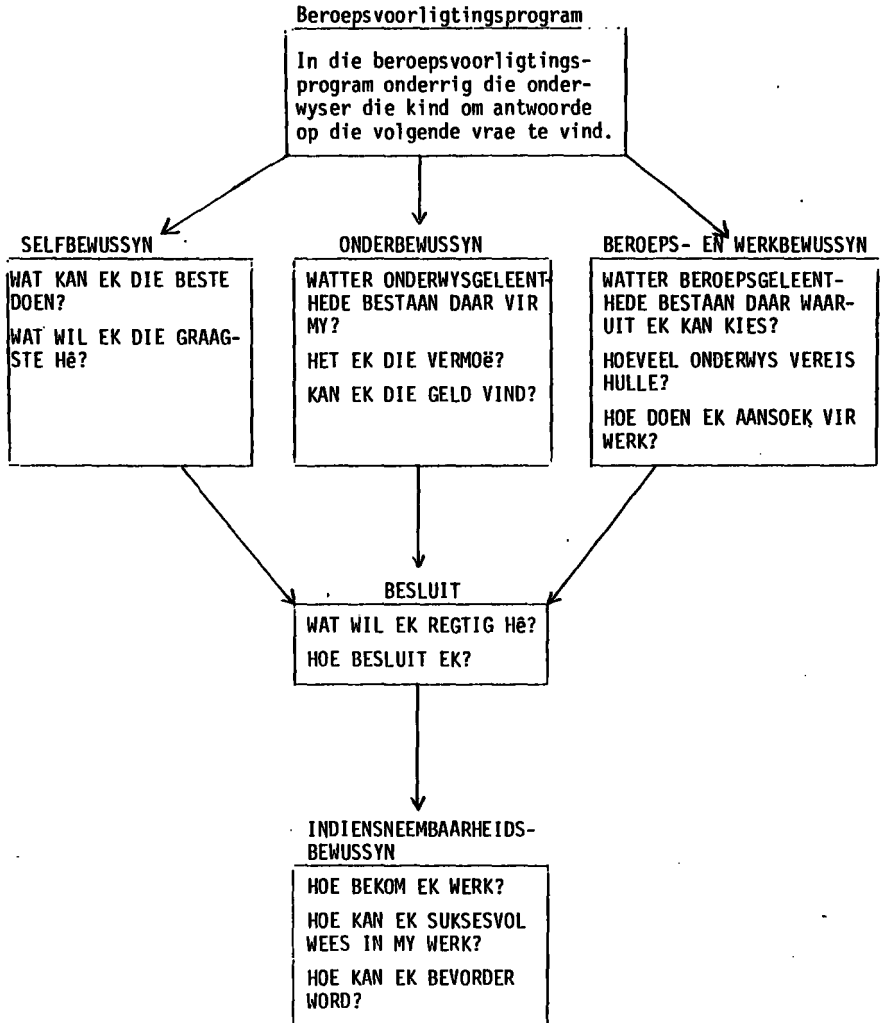 Beroepsvoorligtingsprogram
In die beroepsvoorligtings-
program onderrig die onder-
wyser die kind om antwoorde
op die volgende vrae te vind.
SELFBEWUSSYN
WAT KAN EK DIE BESTE
DOEN?
WAT WIL EK DIE GRAAG-
STE Hê?
ONDERBEWUSSYN
WATTER ONDERWYSGELEENT-
HEDE BESTAAN DAAR VIR
MY?
HET EK DIE VERMOë?
KAN EK DIE GELD VIND?
BEROEPS- EN WERKBEWUSSYN
WATTER BEROEPSGELEENT-
HEDE BESTAAN DAAR WAAR-
UIT EK KAN KIES?
HOEVEEL ONDERWYS VEREIS
HULLE?
HOE DOEN EK AANSOEK VIR
WERK?
BESLUIT
WAT WIL EK REGTIG Hê?
HOE BESLUIT EK?
INDIENSNEEMBAARHEIDS-
BEWUSSYN
HOE BEKOM EK WERK?
HOE KAN EK SUKSESVOL
WEES IN MY WERK?
HOE KAN EK BEVORDER
WORD?